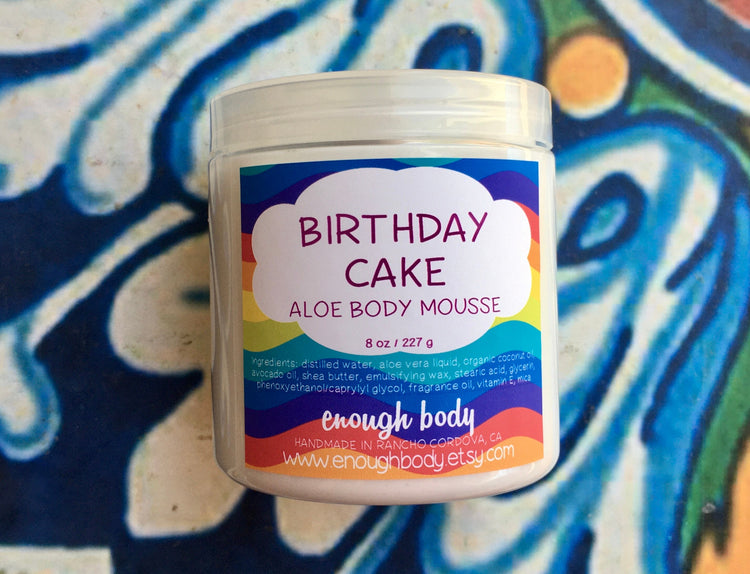 BIRTHDAY
CAKE
ALOE BODY MOUSSE
8 oz / 227 g
ingredients: distilled water, aloe vera liquid, organic coconut oil,
avocado oil, shea butter, emulsifying wax, stearic acid, glycerin,
phenoxyethanol/caprylyl glycol, fragrance oil, vitamin E, mica
enough body
HANDMADE IN RANCHO CORDOVA, CA
www.enoughbody.etsy.com